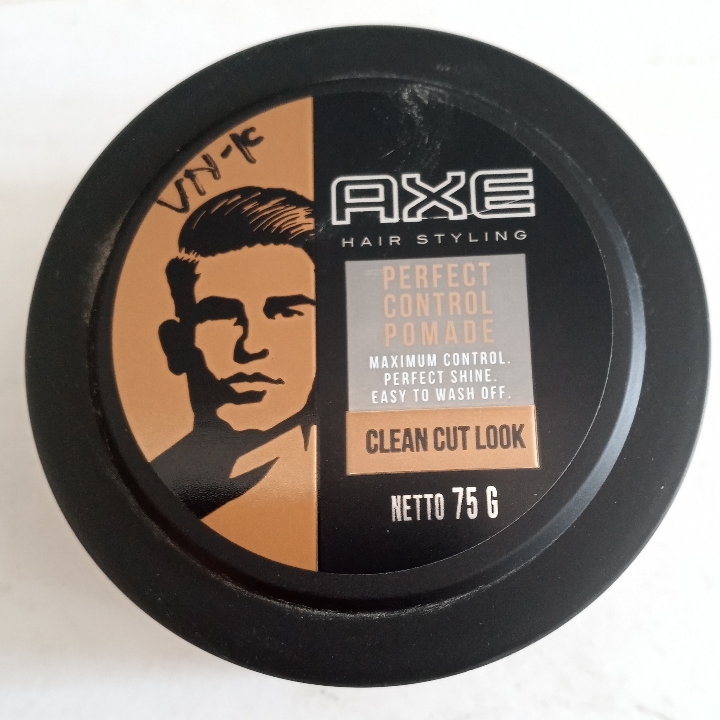 AXE
HAIR STYLING
PERFECT
CONTROL
POMADE
MAXIMUM CONTROL.
PERFECT SHINE.
EASY TO WASH OFF.
CLEAN CUT LOOK
NETTO 75 G